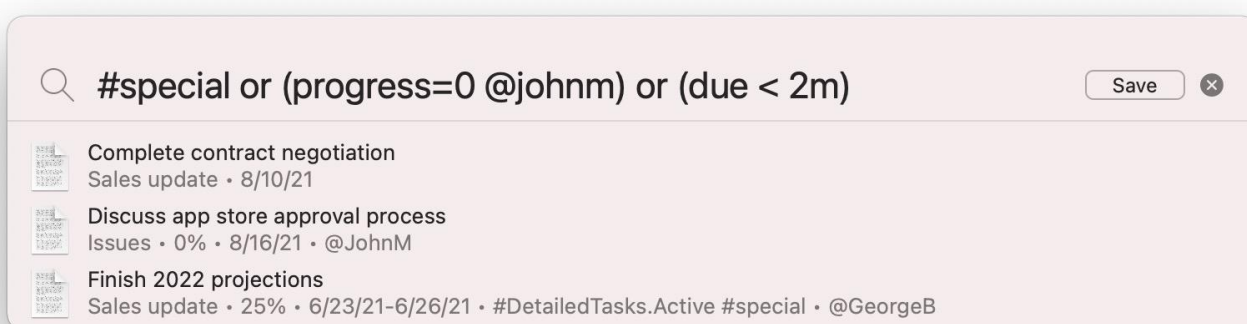 #special or (progress=0 @johnm) or (due < 2m)
Save
Complete contract negotiation
Sales update • 8/10/21
Discuss app store approval process
Issues • 0% • 8/16/21 • @JohnM
Finish 2022 projections
Sales update • 25% • 6/23/21-6/26/21 • #DetailedTasks.Active #special • @GeorgeB